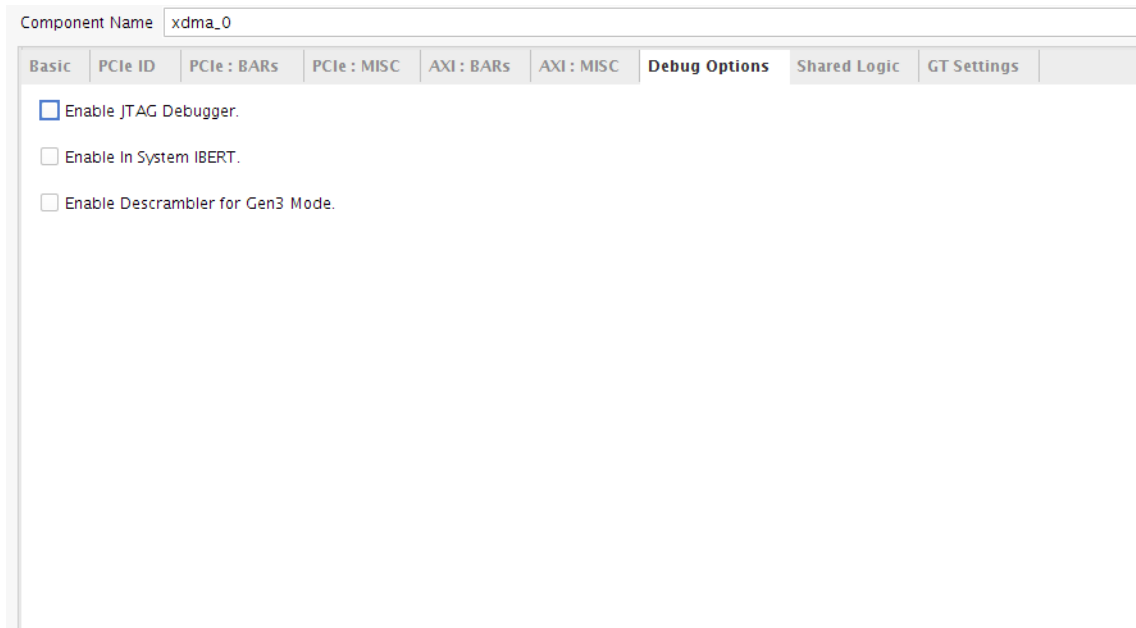 Component Name xdma_0
Basic PCIe ID PCIe : BARs PCIe : MISC AXI : BARs AXI : MISC Debug Options Shared Logic GT Settings
Enable JTAG Debugger.
Enable In System IBERT.
Enable Descrambler for Gen3 Mode.